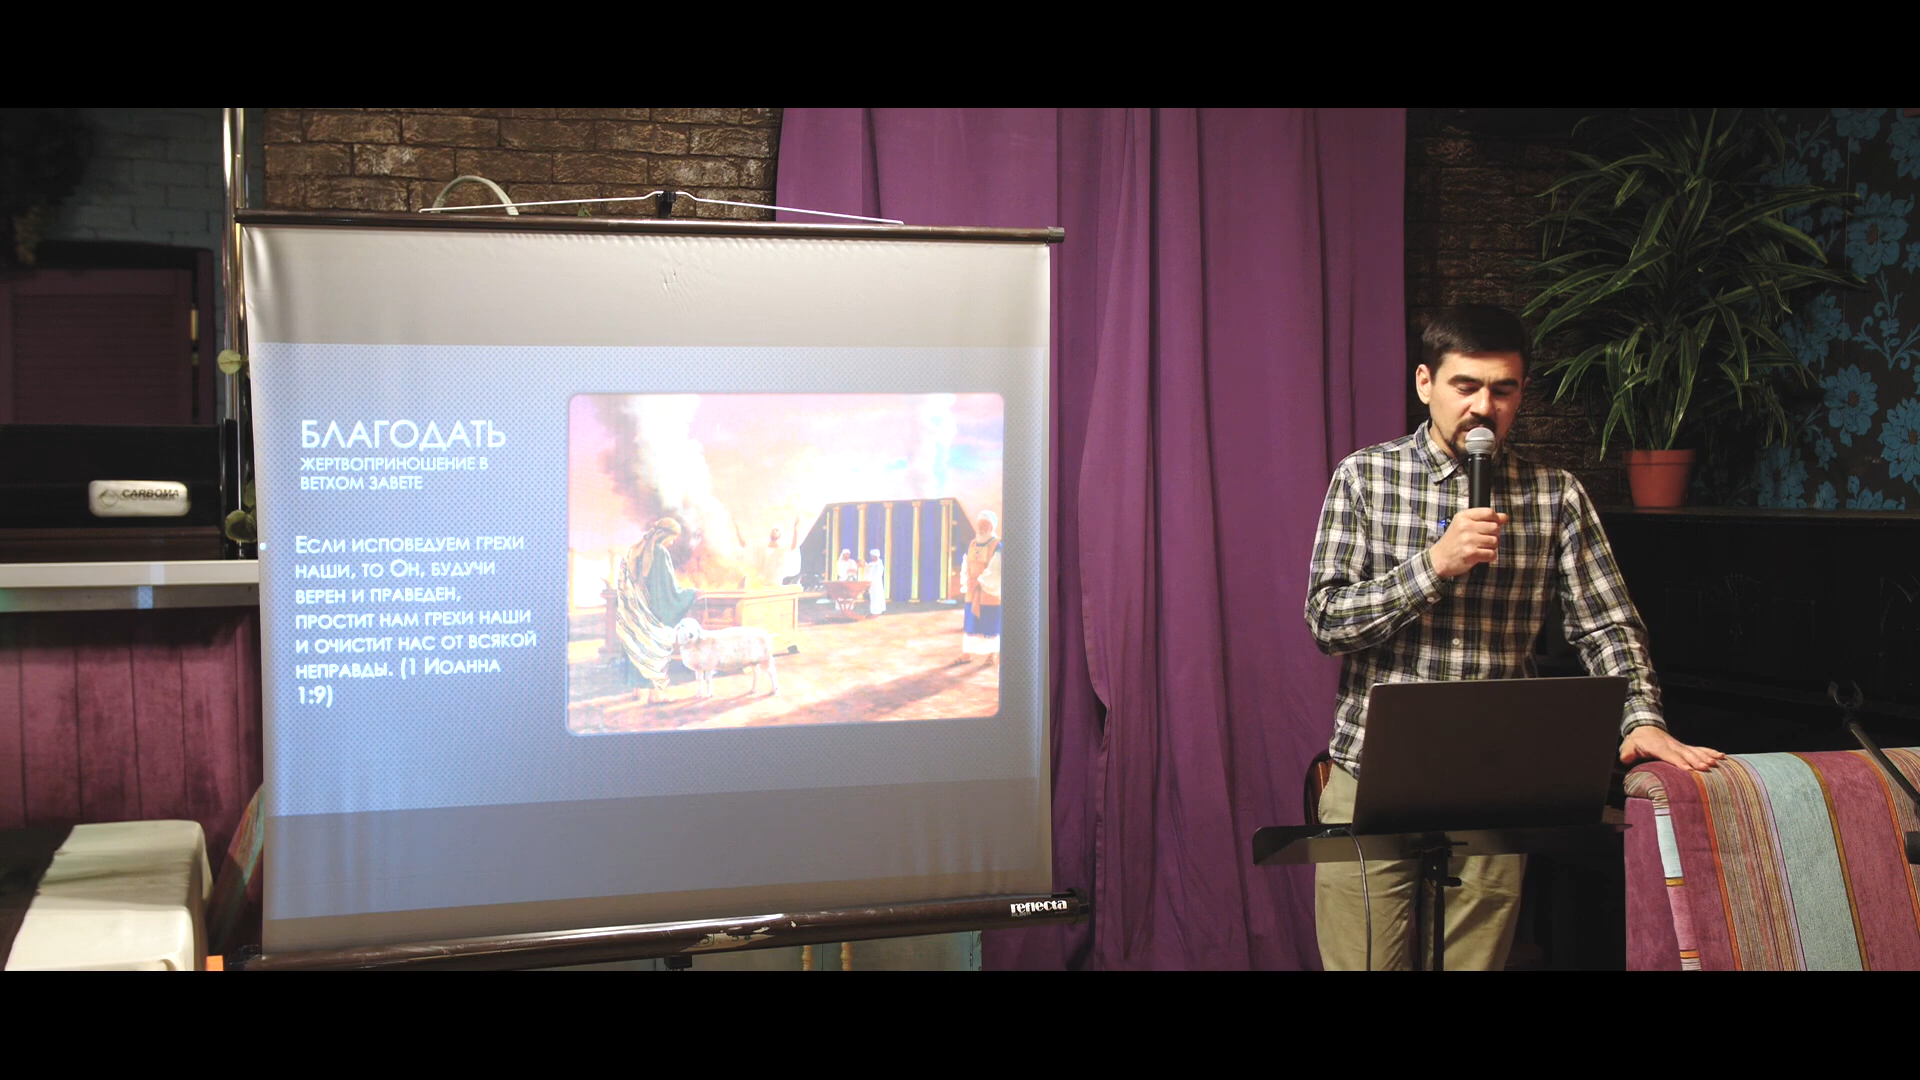 БЛАГОДАТЬ
ЖЕРТВОПРИНОШЕНИЕ В
ВЕТХОМ ЗАВЕТЕ
ЕСЛИ ИСПОВЕДУЕМ ГРЕХИ
НАШИ, ТО ОН, БУДУЧИ
ВЕРЕН И ПРАВЕДЕН,
ПРОСТИТ НАМ ГРЕХИ НАШИ
И ОЧИСТИТ НАС ОТ ВСЯКОЙ
НЕПРАВДЫ. (1 ИОАННА
1:9)
CARBOMA
reflecta